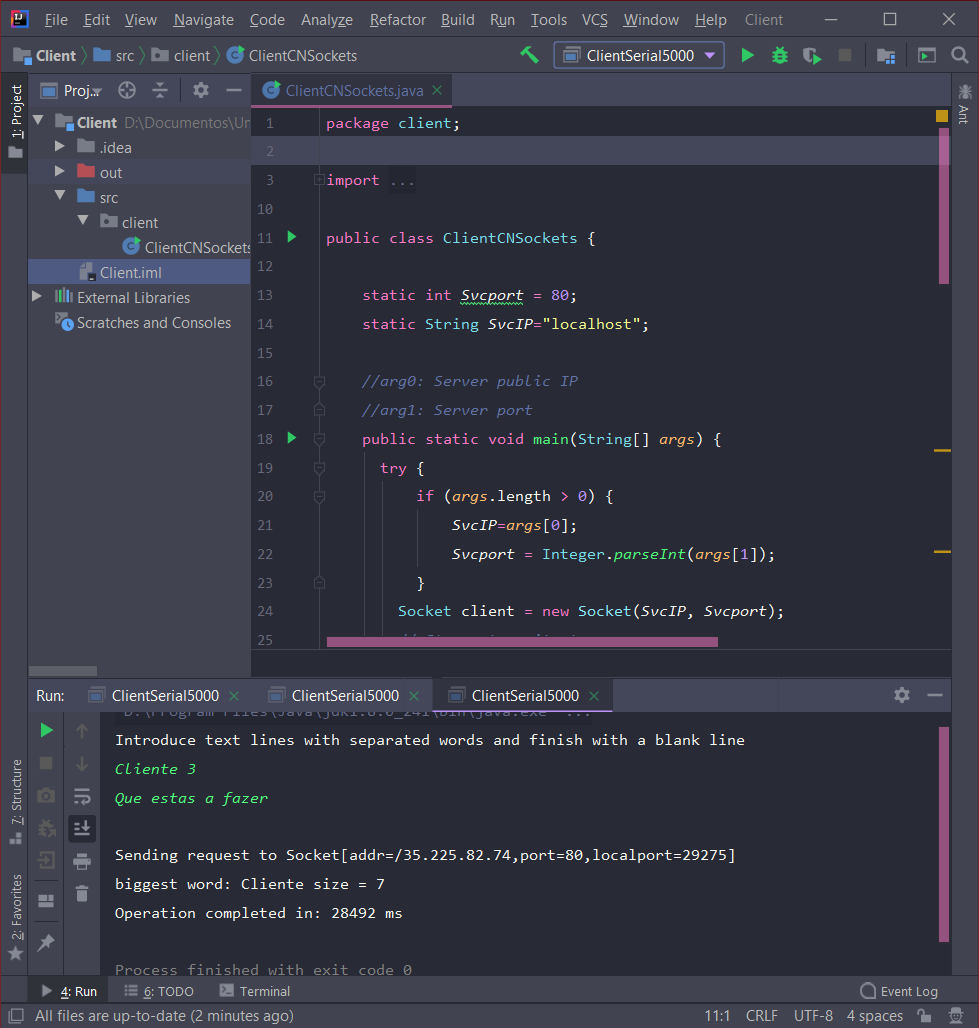 File Edit View Navigate Code Analyze Refactor Build Run Tools VCS Window Help Client
Client src client ClientCNSockets ClientSerial5000
1: Project
Proj...
Client D:\Documentos\Un
.idea
out
src
client
ClientCNSockets
Client.iml
External Libraries
Scratches and Consoles
ClientCNSockets.java
1 package client;
2
3 import ...
10
11 public class ClientCNSockets {
12
13 static int Svcport = 80;
14 static String SvcIP="localhost";
15
16 //arg0: Server public IP
17 //arg1: Server port
18 public static void main(String[] args) {
19 try {
20 if (args.length > 0) {
21 SvcIP=args[0];
22 Svcport = Integer.parseInt(args[1]);
23 }
24 Socket client = new Socket(SvcIP, Svcport);
25
Ant
Run: ClientSerial5000 ClientSerial5000 ClientSerial5000
"D:\Program Files\Java\jdk1.8.0_241\bin\java.exe" ...
Introduce text lines with separated words and finish with a blank line
Cliente 3
Que estas a fazer
Sending request to Socket[addr=/35.225.82.74,port=80,localport=29275]
biggest word: Cliente size = 7
Operation completed in: 28492 ms
Process finished with exit code 0
7: Structure
2: Favorites
4: Run 6: TODO Terminal Event Log
All files are up-to-date (2 minutes ago) 11:1 CRLF UTF-8 4 spaces